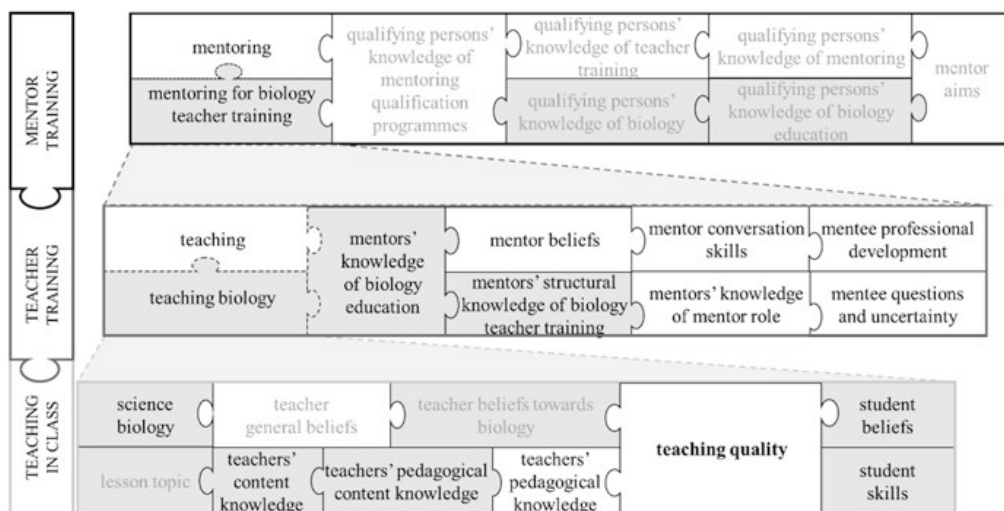 MENTOR
TRAINING
mentoring
mentoring for biology
teacher training
qualifying persons'
knowledge of
mentoring
qualification
programmes
qualifying persons'
knowledge of teacher
training
qualifying persons'
knowledge of biology
qualifying persons'
knowledge of mentoring
qualifying persons'
knowledge of biology
education
mentor
aims
TEACHER
TRAINING
teaching
teaching biology
mentors'
knowledge
of biology
education
mentor beliefs
mentors' structural
knowledge of biology
teacher training
mentor conversation
skills
mentors' knowledge
of mentor role
mentee professional
development
mentee questions
and uncertainty
TEACHING
IN CLASS
science
biology
lesson topic
teacher
general beliefs
teacher beliefs towards
biology
teachers'
content
knowledge
teachers' pedagogical
content knowledge
teachers'
pedagogical
knowledge
teaching quality
student
beliefs
student
skills